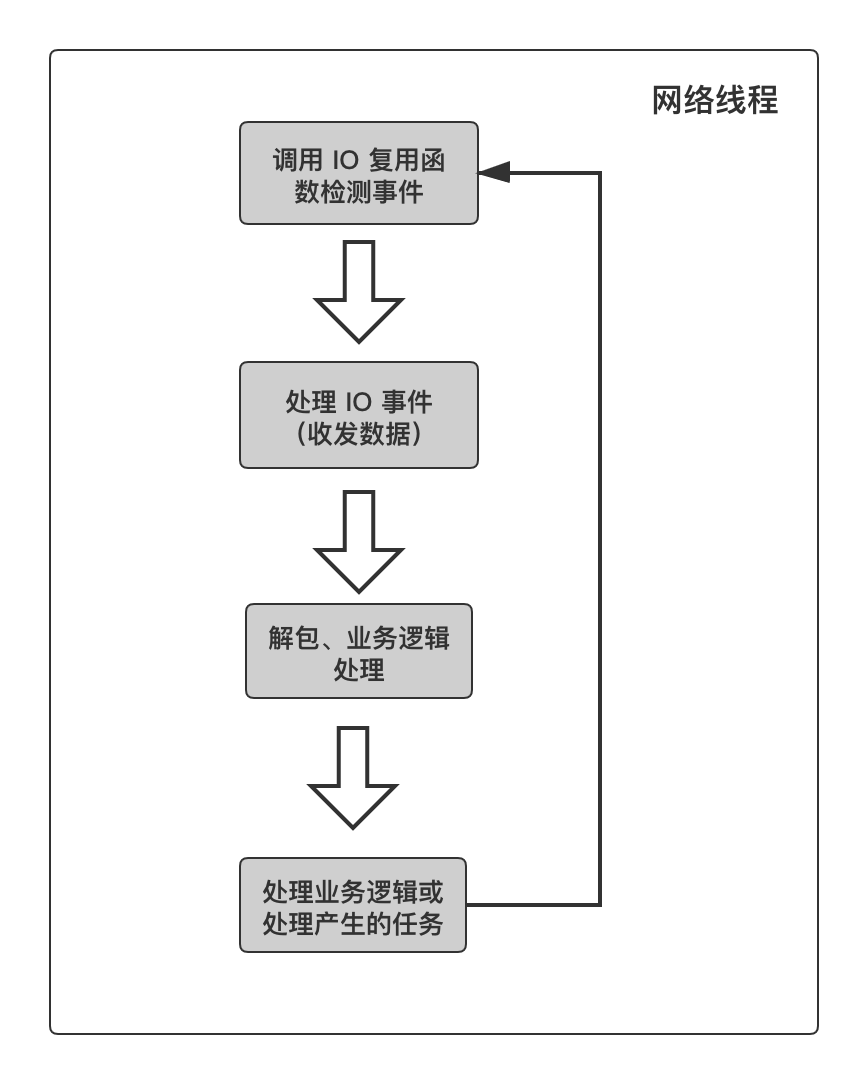 网络线程
调用 IO 复用函
数检测事件
处理 IO 事件
（收发数据）
解包、业务逻辑
处理
处理业务逻辑或
处理产生的任务